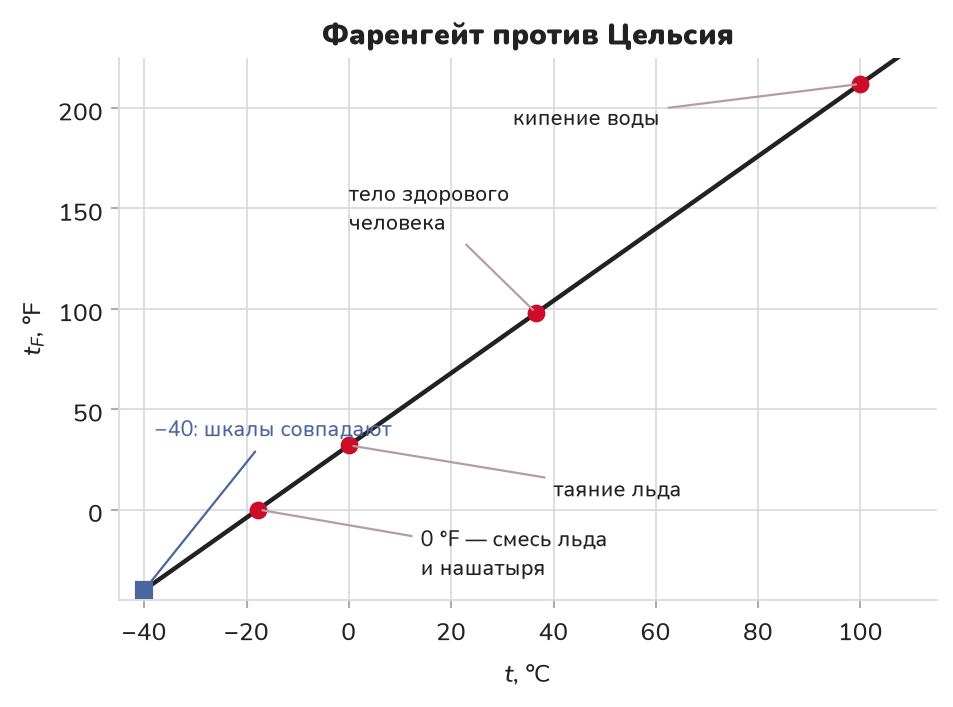 Фаренгейт против Цельсия
200
кипение воды
тело здорового
человека
150
100
t_F, °F
50
−40: шкалы совпадают
таяние льда
0
0 °F — смесь льда
и нашатыря
−40 −20 0 20 40 60 80 100
t, °C